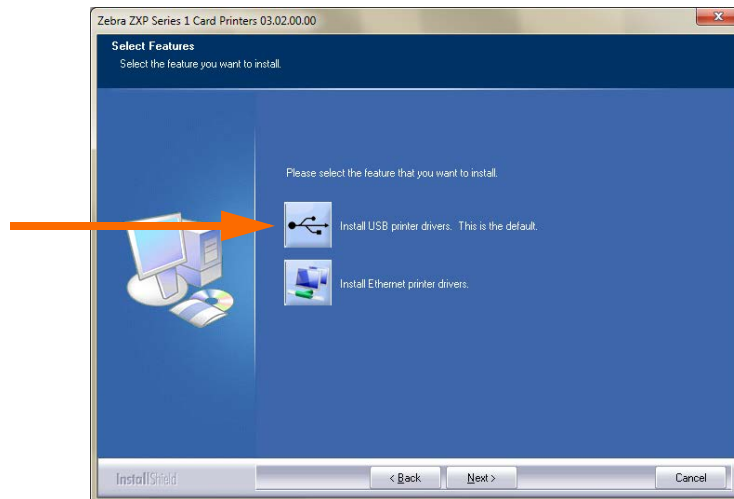 Zebra ZXP Series 1 Card Printers 03.02.00.00
Select Features
Select the feature you want to install.
Please select the feature that you want to install.
Install USB printer drivers. This is the default.
Install Ethernet printer drivers.
InstallShield
< Back
Next >
Cancel